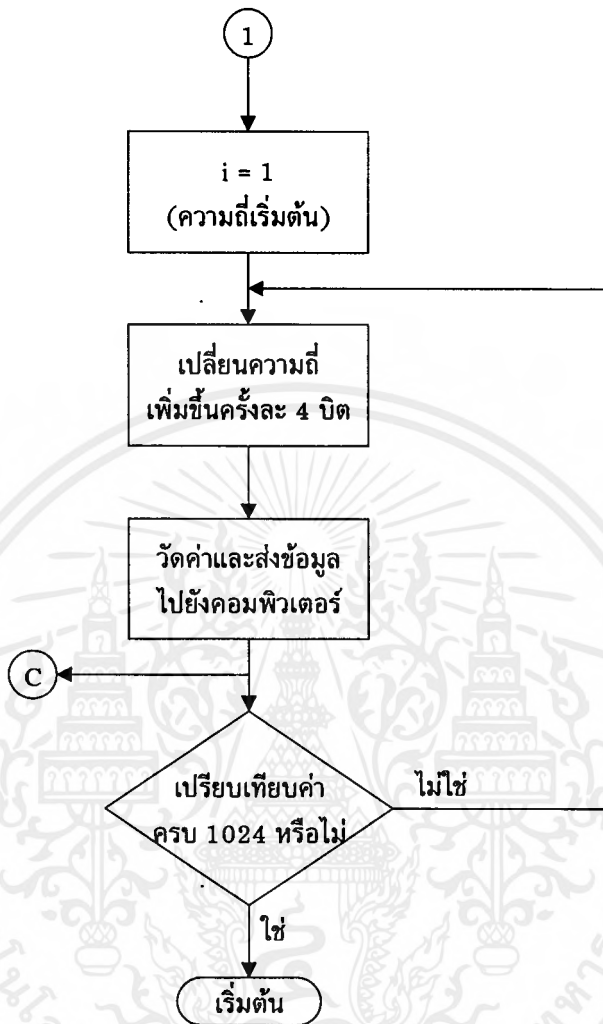 1
i = 1
(ความถี่เริ่มต้น)
เปลี่ยนความถี่
เพิ่มขึ้นครั้งละ 4 บิต
วัดค่าและส่งข้อมูล
ไปยังคอมพิวเตอร์
C
เปรียบเทียบค่า
ครบ 1024 หรือไม่
ไม่ใช่
ใช่
เริ่มต้น